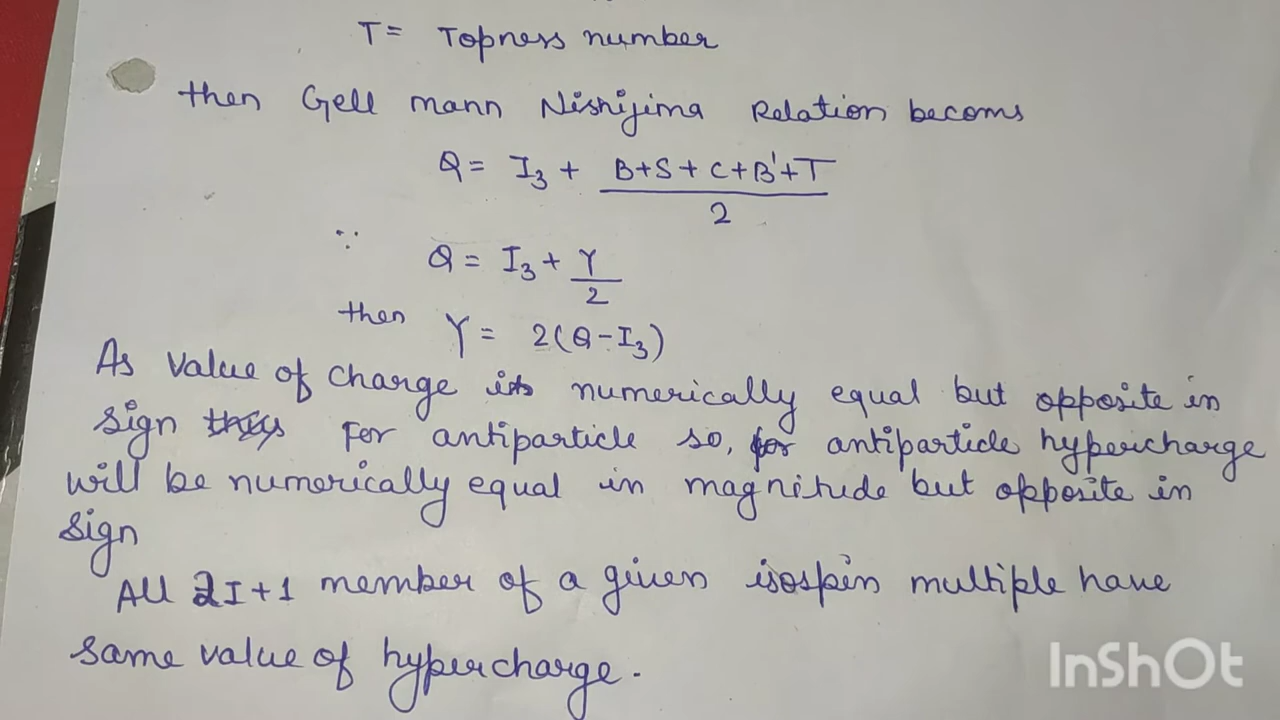 T = Topness number
then Gell mann Nishijima Relation becoms
Q = I₃ + (B+S+C+B'+T)/2
∵ Q = I₃ + Y/2
then Y = 2(Q-I₃)
As value of charge is numerically equal but opposite in
sign for antiparticle so, for antiparticle hypercharge
will be numerically equal in magnitude but opposite in
sign
All 2I+1 member of a given isospin multiple have
same value of hypercharge.
InShOt